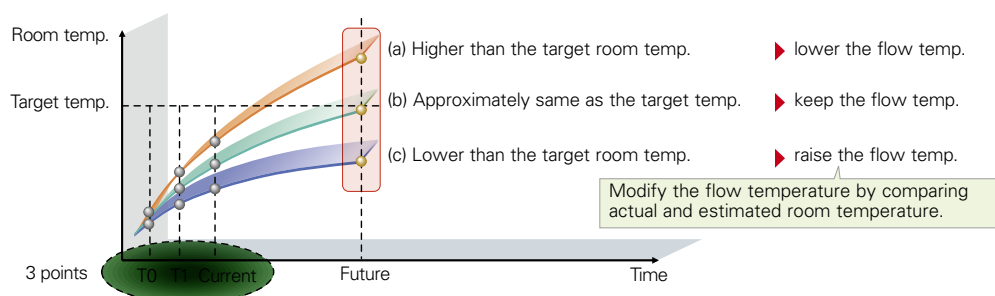 Room temp.
(a) Higher than the target room temp.
lower the flow temp.
Target temp.
(b) Approximately same as the target temp.
keep the flow temp.
(c) Lower than the target room temp.
raise the flow temp.
Modify the flow temperature by comparing
actual and estimated room temperature.
3 points
T0 T1 Current
Future
Time